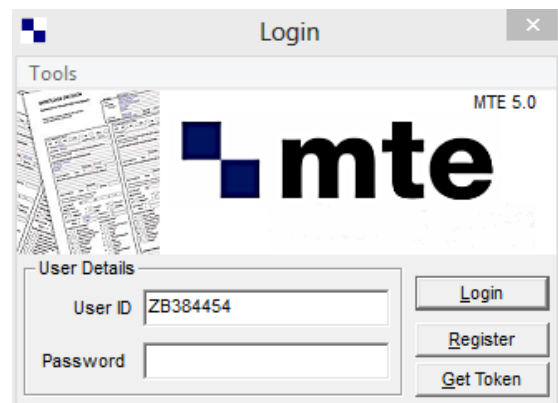 Login
Tools
MTE 5.0
mte
User Details
User ID ZB384454
Password
Login
Register
Get Token